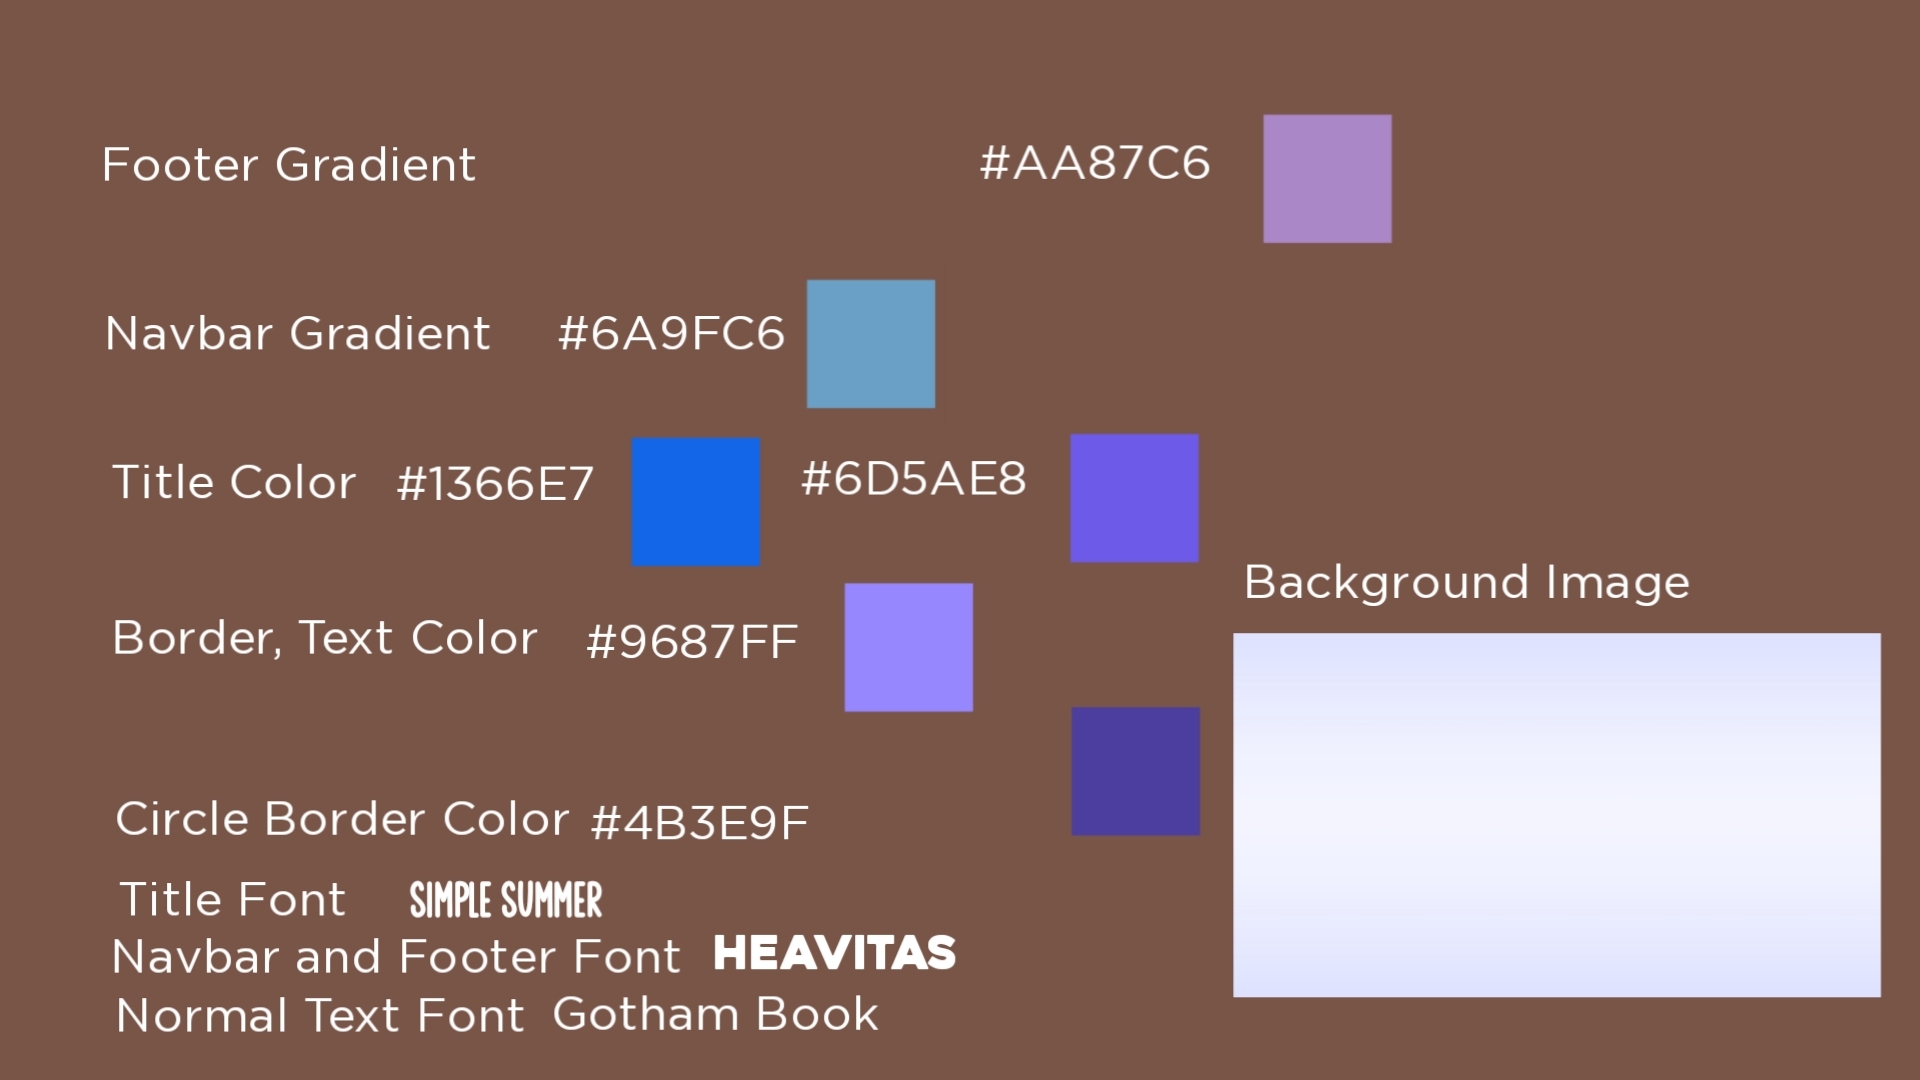 Footer Gradient #AA87C6
Navbar Gradient #6A9FC6
Title Color #1366E7 #6D5AE8
Background Image
Border, Text Color #9687FF
Circle Border Color #4B3E9F
Title Font SIMPLE SUMMER
Navbar and Footer Font HEAVITAS
Normal Text Font Gotham Book